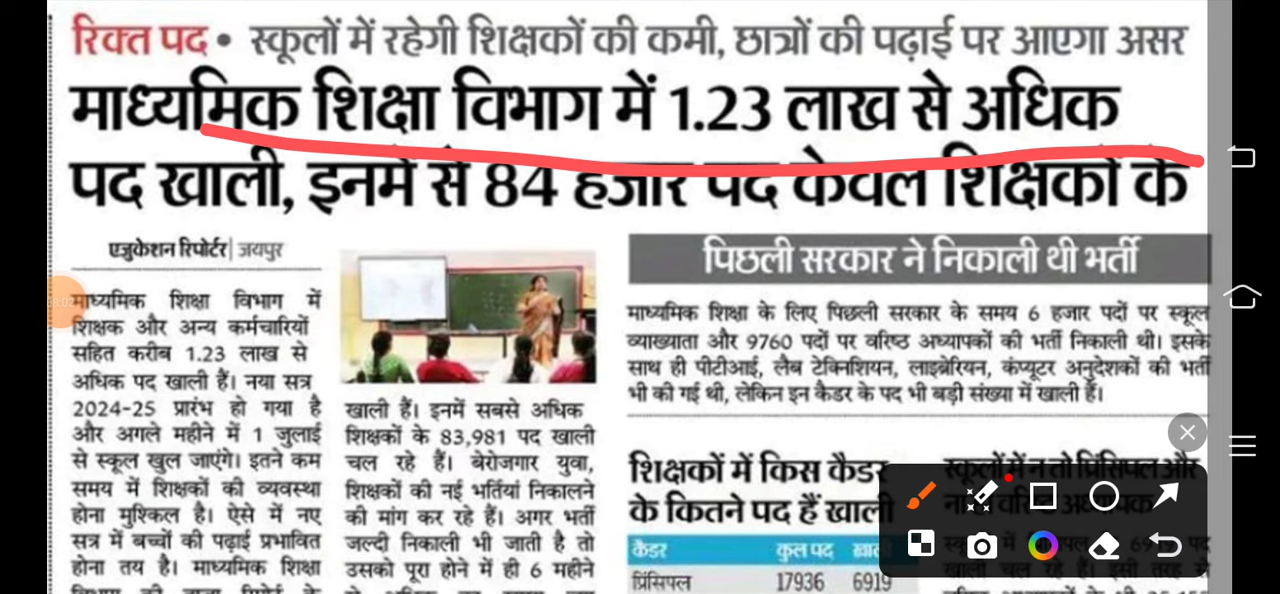 रिक्त पद • स्कूलों में रहेगी शिक्षकों की कमी, छात्रों की पढ़ाई पर आएगा असर
माध्यमिक शिक्षा विभाग में 1.23 लाख से अधिक
पद खाली, इनमें से 84 हजार पद केवल शिक्षकों के
एजुकेशन रिपोर्टर| जयपुर
माध्यमिक शिक्षा विभाग में
शिक्षक और अन्य कर्मचारियों
सहित करीब 1.23 लाख से
अधिक पद खाली हैं। नया सत्र
2024-25 प्रारंभ हो गया है
और अगले महीने में 1 जुलाई
से स्कूल खुल जाएंगे। इतने कम
समय में शिक्षकों की व्यवस्था
होना मुश्किल है। ऐसे में नए
सत्र में बच्चों की पढ़ाई प्रभावित
होना तय है। माध्यमिक शिक्षा
खाली हैं। इनमें सबसे अधिक
शिक्षकों के 83,981 पद खाली
चल रहे हैं। बेरोजगार युवा,
शिक्षकों की नई भर्तियां निकालने
की मांग कर रहे हैं। अगर भर्ती
जल्दी निकाली भी जाती है तो
उसको पूरा होने में ही 6 महीने
पिछली सरकार ने निकाली थी भर्ती
माध्यमिक शिक्षा के लिए पिछली सरकार के समय 6 हजार पदों पर स्कूल
व्याख्याता और 9760 पदों पर वरिष्ठ अध्यापकों की भर्ती निकाली थी। इसके
साथ ही पीटीआई, लैब टेक्निशियन, लाइब्रेरियन, कंप्यूटर अनुदेशकों की भर्ती
भी की गई थी, लेकिन इन कैडर के पद भी बड़ी संख्या में खाली हैं।
शिक्षकों में किस कैडर
के कितने पद हैं खाली
कैडर कुल पद खाली
प्रिंसिपल 17936 6919
स्कूलों में न तो प्रिंसिपल और